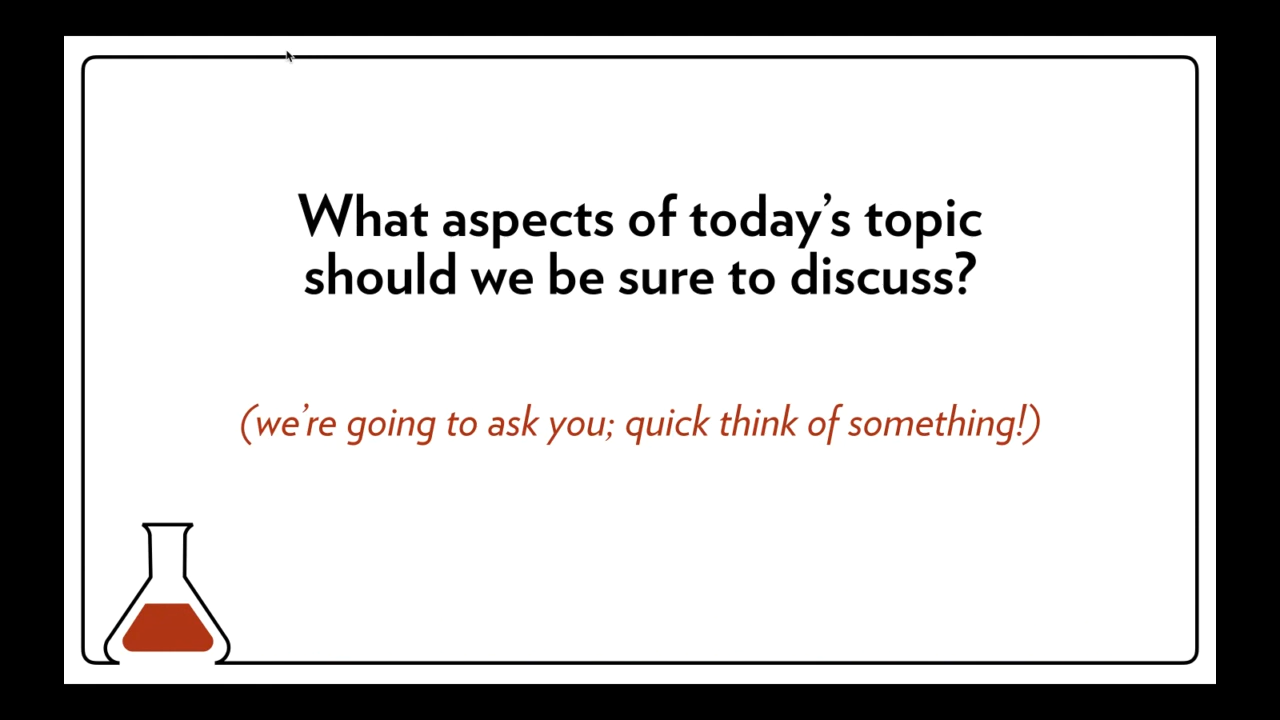 What aspects of today’s topic
should we be sure to discuss?
(we’re going to ask you; quick think of something!)